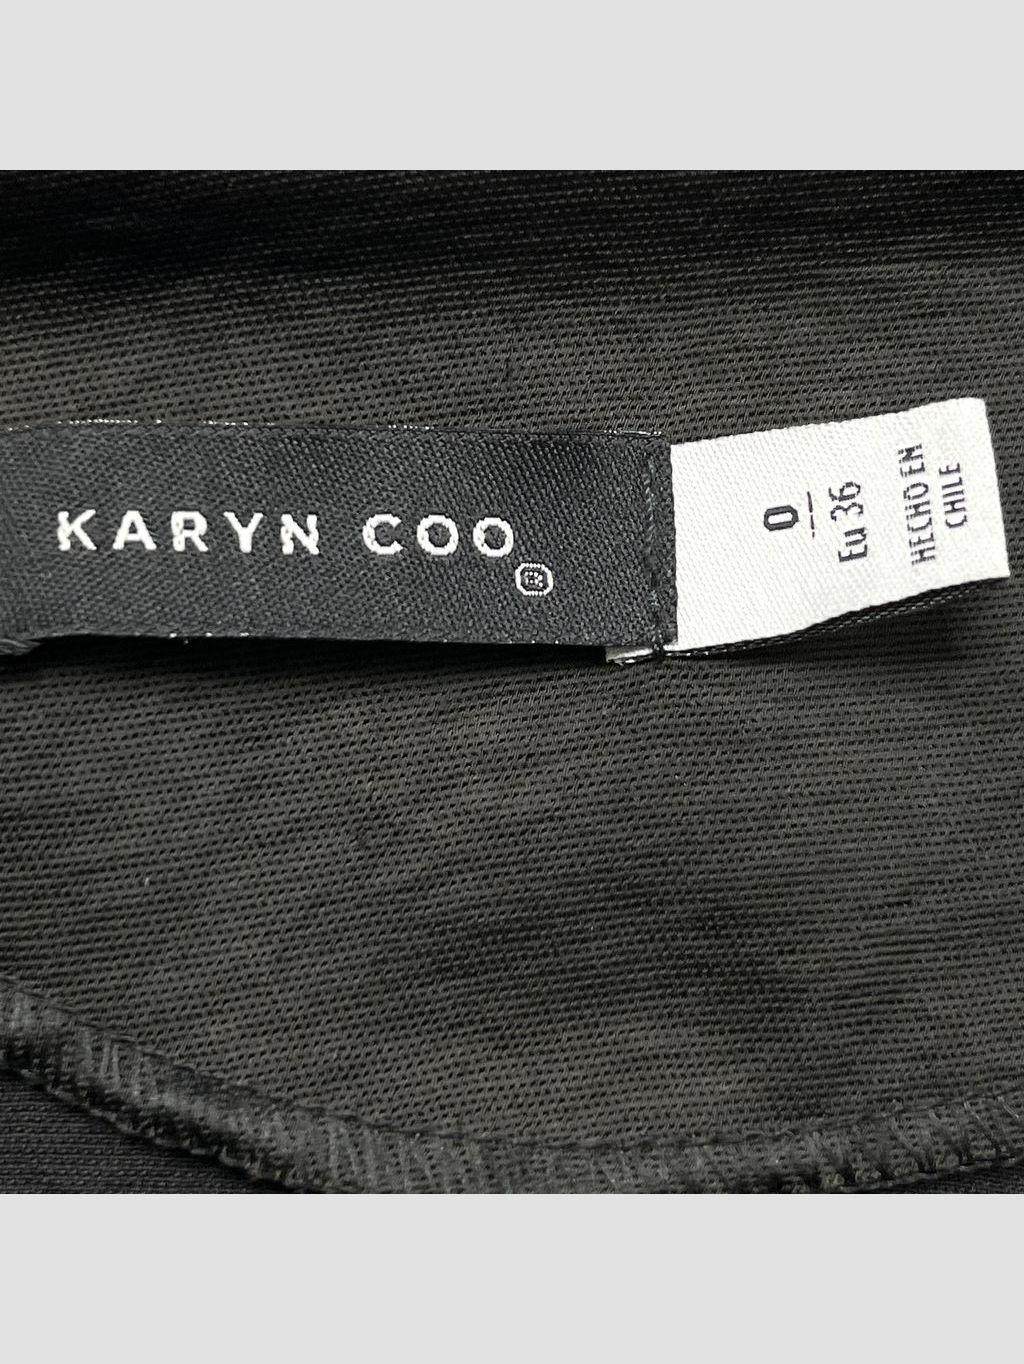 KARYN COO
®
0
Eu 36
HECHO EN
CHILE